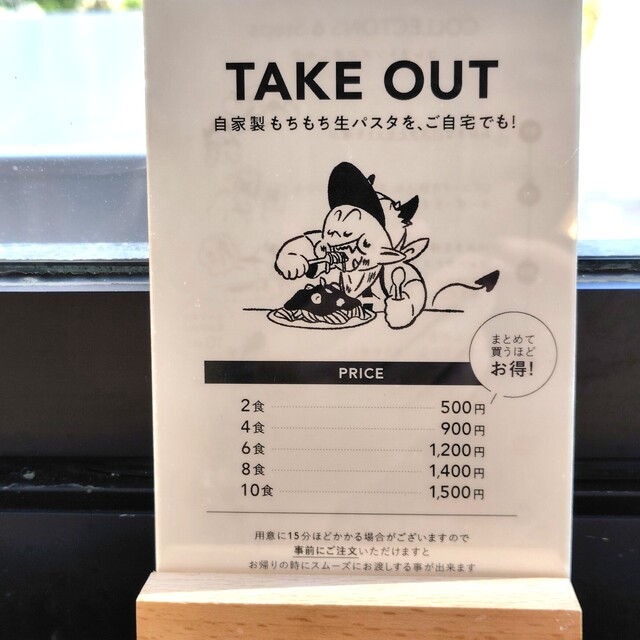 TAKE OUT
自家製もちもち生パスタを、ご自宅でも!
まとめて
買うほど
お得!
PRICE
2食 500円
4食 900円
6食 1,200円
8食 1,400円
10食 1,500円
用意に15分ほどかかる場合がございますので
事前にご注文いただけますと
お帰りの時にスムーズにお渡しする事が出来ます